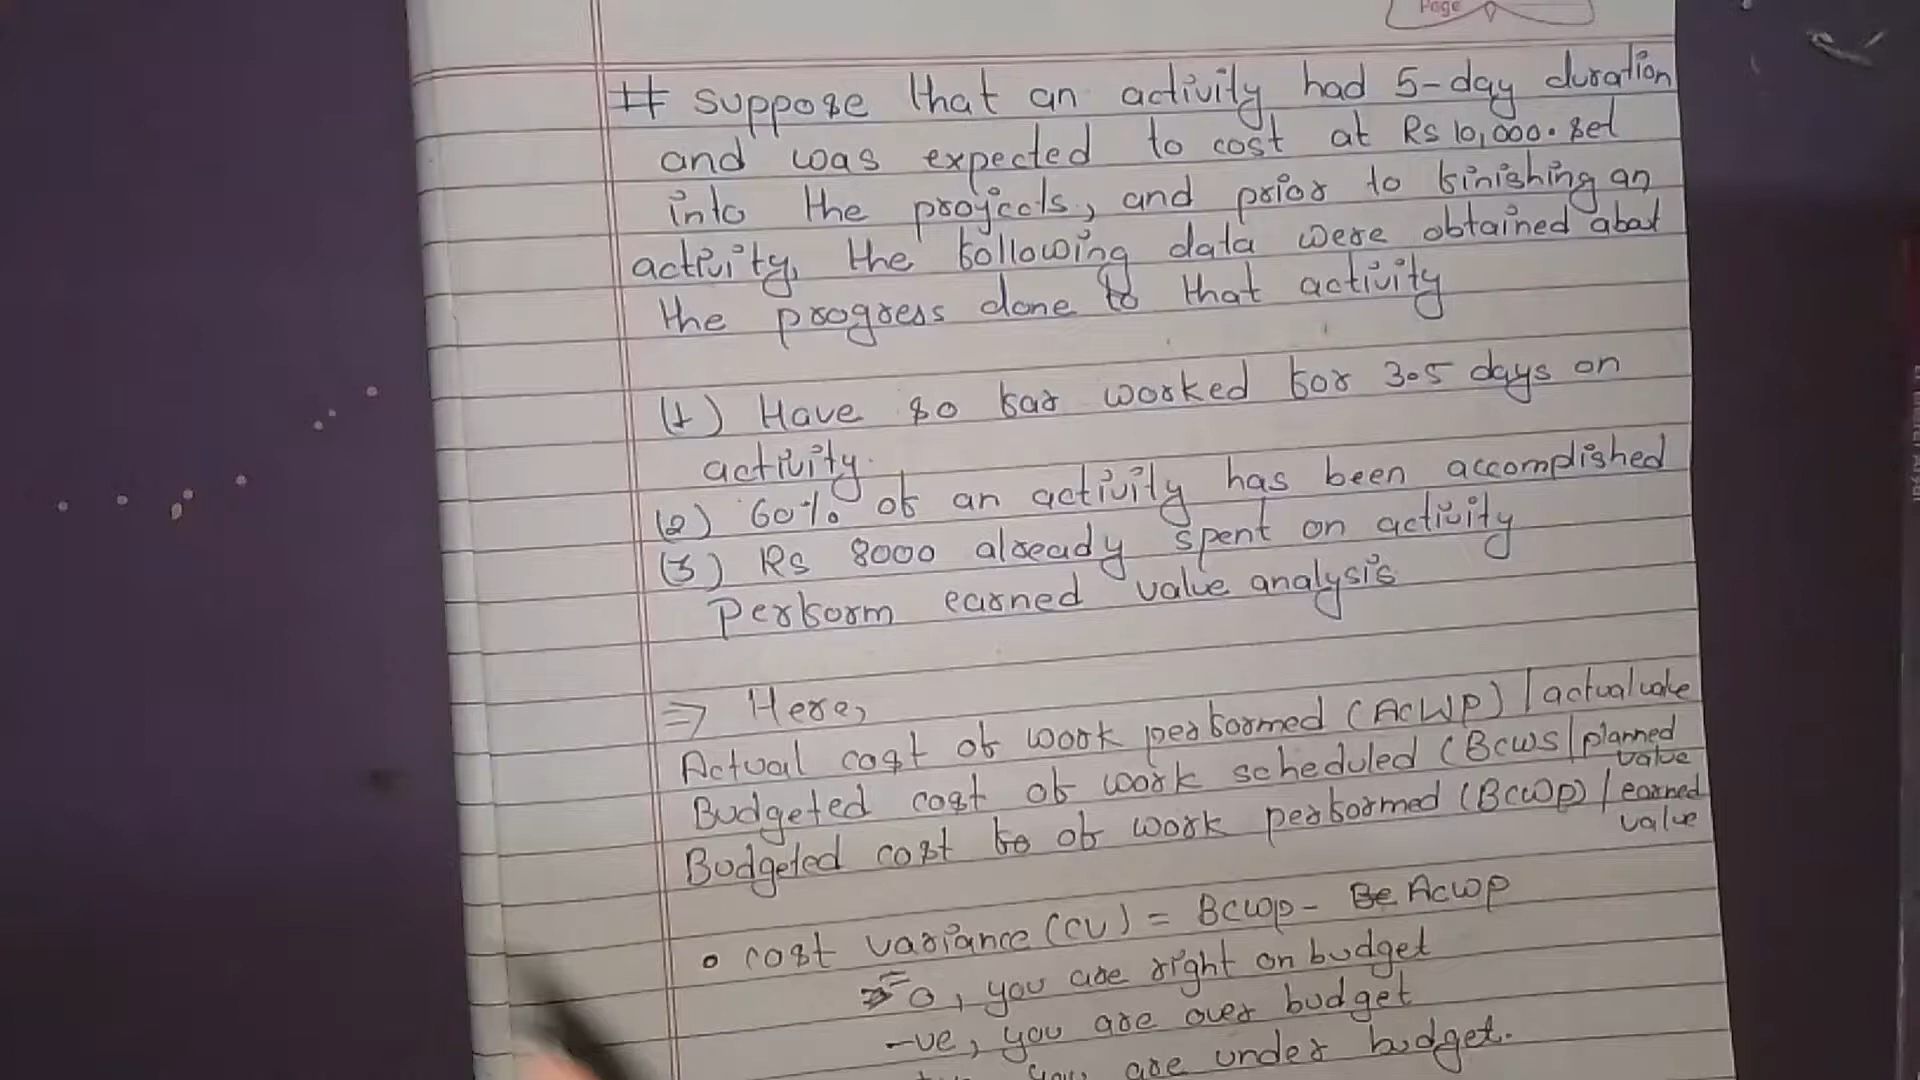 Page
# suppose that an activity had 5-day duration
and was expected to cost at Rs 10,000. set
into the projects, and prior to finishing an
activity, the following data were obtained about
the progress done to that activity
(1) Have so far worked for 3.5 days on
activity.
(2) 60% of an activity has been accomplished
(3) Rs 8000 already spent on activity
Perform earned value analysis
⇒ Here,
Actual cost of work performed (ACWP) / actual value
Budgeted cost of work scheduled (BCWS / planned value
Budgeted cost fo of work performed (BCWP) / earned value
• cost variance (CV) = BCWP - Be ACWP
= 0, you are right on budget
-ve, you are over budget
you are under budget.